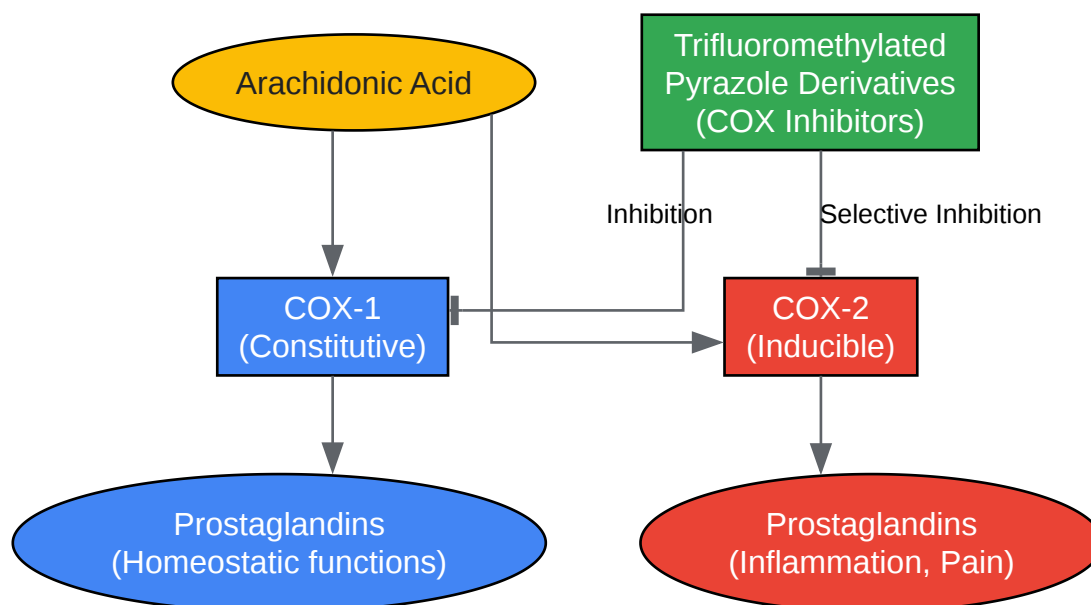 Arachidonic Acid
Trifluoromethylated
Pyrazole Derivatives
(COX Inhibitors)
Inhibition
Selective Inhibition
COX-1
(Constitutive)
COX-2
(Inducible)
Prostaglandins
(Homeostatic functions)
Prostaglandins
(Inflammation, Pain)